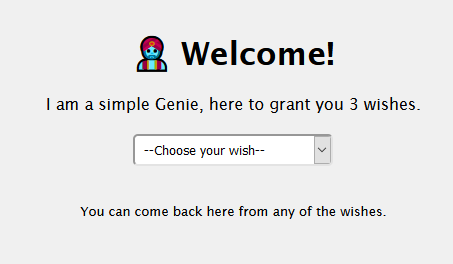 Welcome!
I am a simple Genie, here to grant you 3 wishes.
--Choose your wish--
You can come back here from any of the wishes.